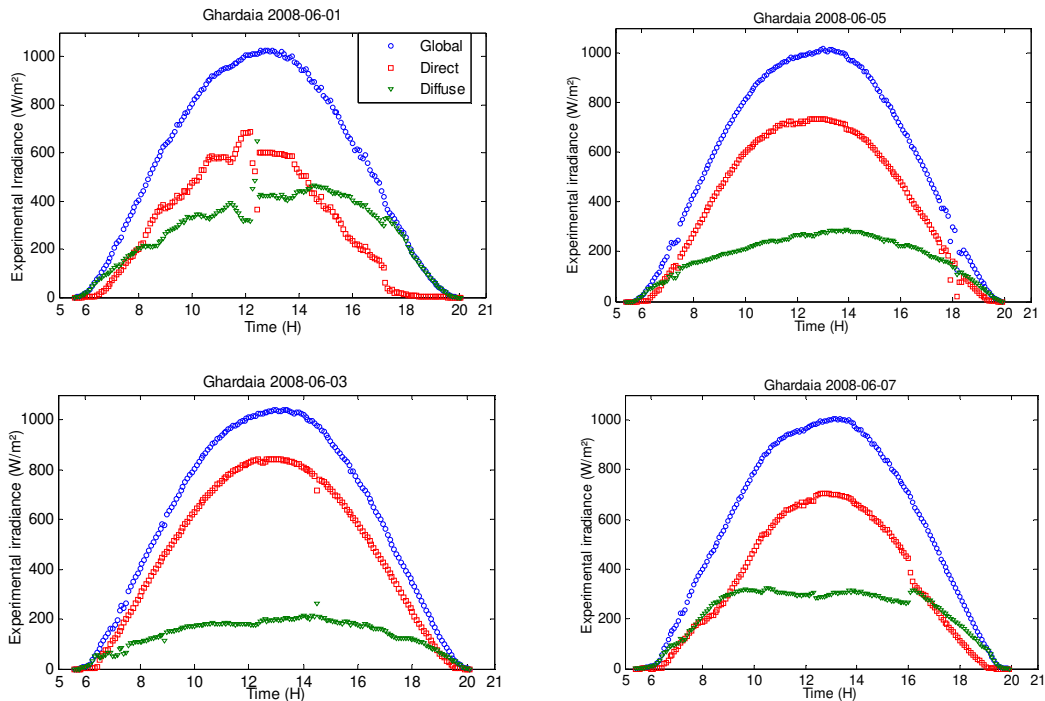 Ghardaia 2008-06-01
Experimental Irradiance (W/m²)
1000
800
600
400
200
0
5 6 8 10 12 14 16 18 20 21
Time (H)
Global
Direct
Diffuse
Ghardaia 2008-06-05
Experimental irradiance (W/m²)
1000
800
600
400
200
0
5 6 8 10 12 14 16 18 20 21
Time (H)
Ghardaia 2008-06-03
Experimental irradiance (W/m²)
1000
800
600
400
200
0
5 6 8 10 12 14 16 18 20 21
Time (H)
Ghardaia 2008-06-07
Experimental irradiance (W/m²)
1000
800
600
400
200
0
5 6 8 10 12 14 16 18 20 21
Time (H)